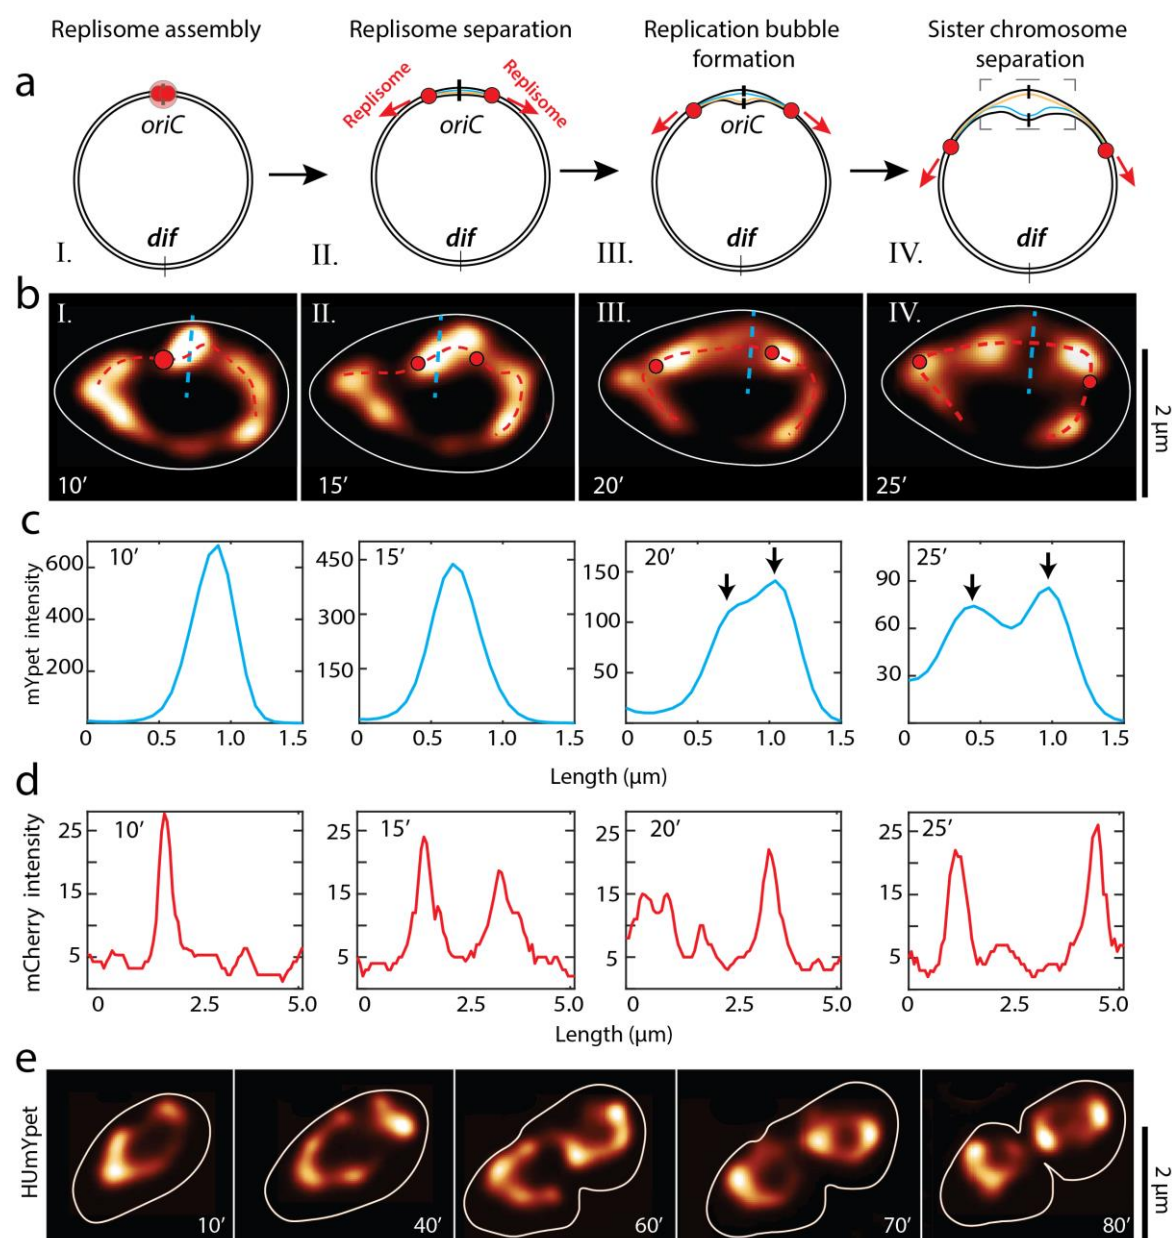 Replisome assembly
Replisome separation
Replication bubble
formation
Sister chromosome
separation
a
Replisome
Replisome
oriC
oriC
oriC
dif
dif
dif
dif
I.
II.
III.
IV.
b
I.
II.
III.
IV.
10′
15′
20′
25′
2 μm
c
mYpet intensity
10′
600
400
200
0
0.5
1.0
1.5
15′
450
300
150
0
0.5
1.0
1.5
20′
150
100
50
0
0.5
1.0
1.5
25′
90
60
30
0
0.5
1.0
1.5
Length (μm)
d
mCherry intensity
10′
25
15
5
0
2.5
5.0
15′
25
15
5
0
2.5
5.0
20′
25
15
5
0
2.5
5.0
25′
25
15
5
0
2.5
5.0
Length (μm)
e
HUmYpet
10′
40′
60′
70′
80′
2 μm